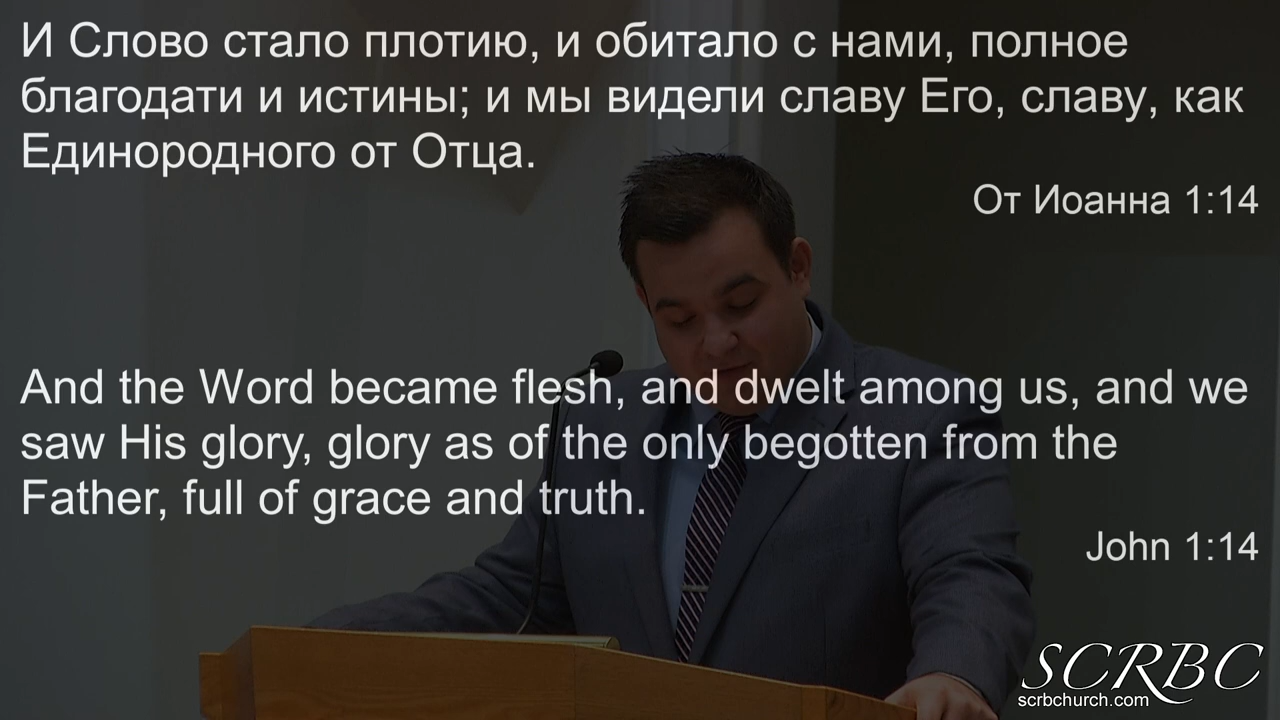 И Слово стало плотию, и обитало с нами, полное
благодати и истины; и мы видели славу Его, славу, как
Единородного от Отца.
От Иоанна 1:14
And the Word became flesh, and dwelt among us, and we
saw His glory, glory as of the only begotten from the
Father, full of grace and truth.
John 1:14
SCRBC
scrbchurch.com